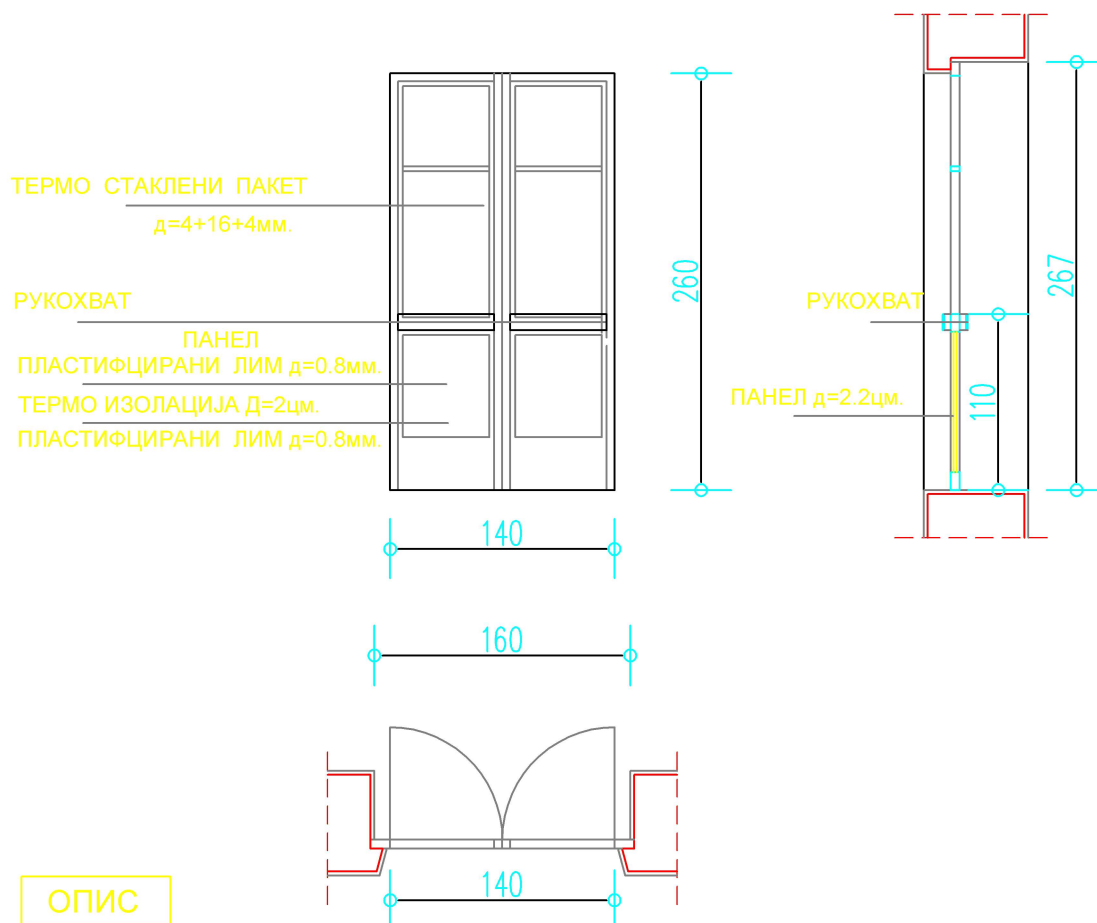 ТЕРМО СТАКЛЕНИ ПАКЕТ
д=4+16+4мм.
РУКОХВАТ
ПАНЕЛ
ПЛАСТИФЦИРАНИ ЛИМ д=0.8мм.
ТЕРМО ИЗОЛАЦИЈА Д=2цм.
ПЛАСТИФЦИРАНИ ЛИМ д=0.8мм.
260
140
РУКОХВАТ
ПАНЕЛ д=2.2цм.
110
267
160
140
ОПИС